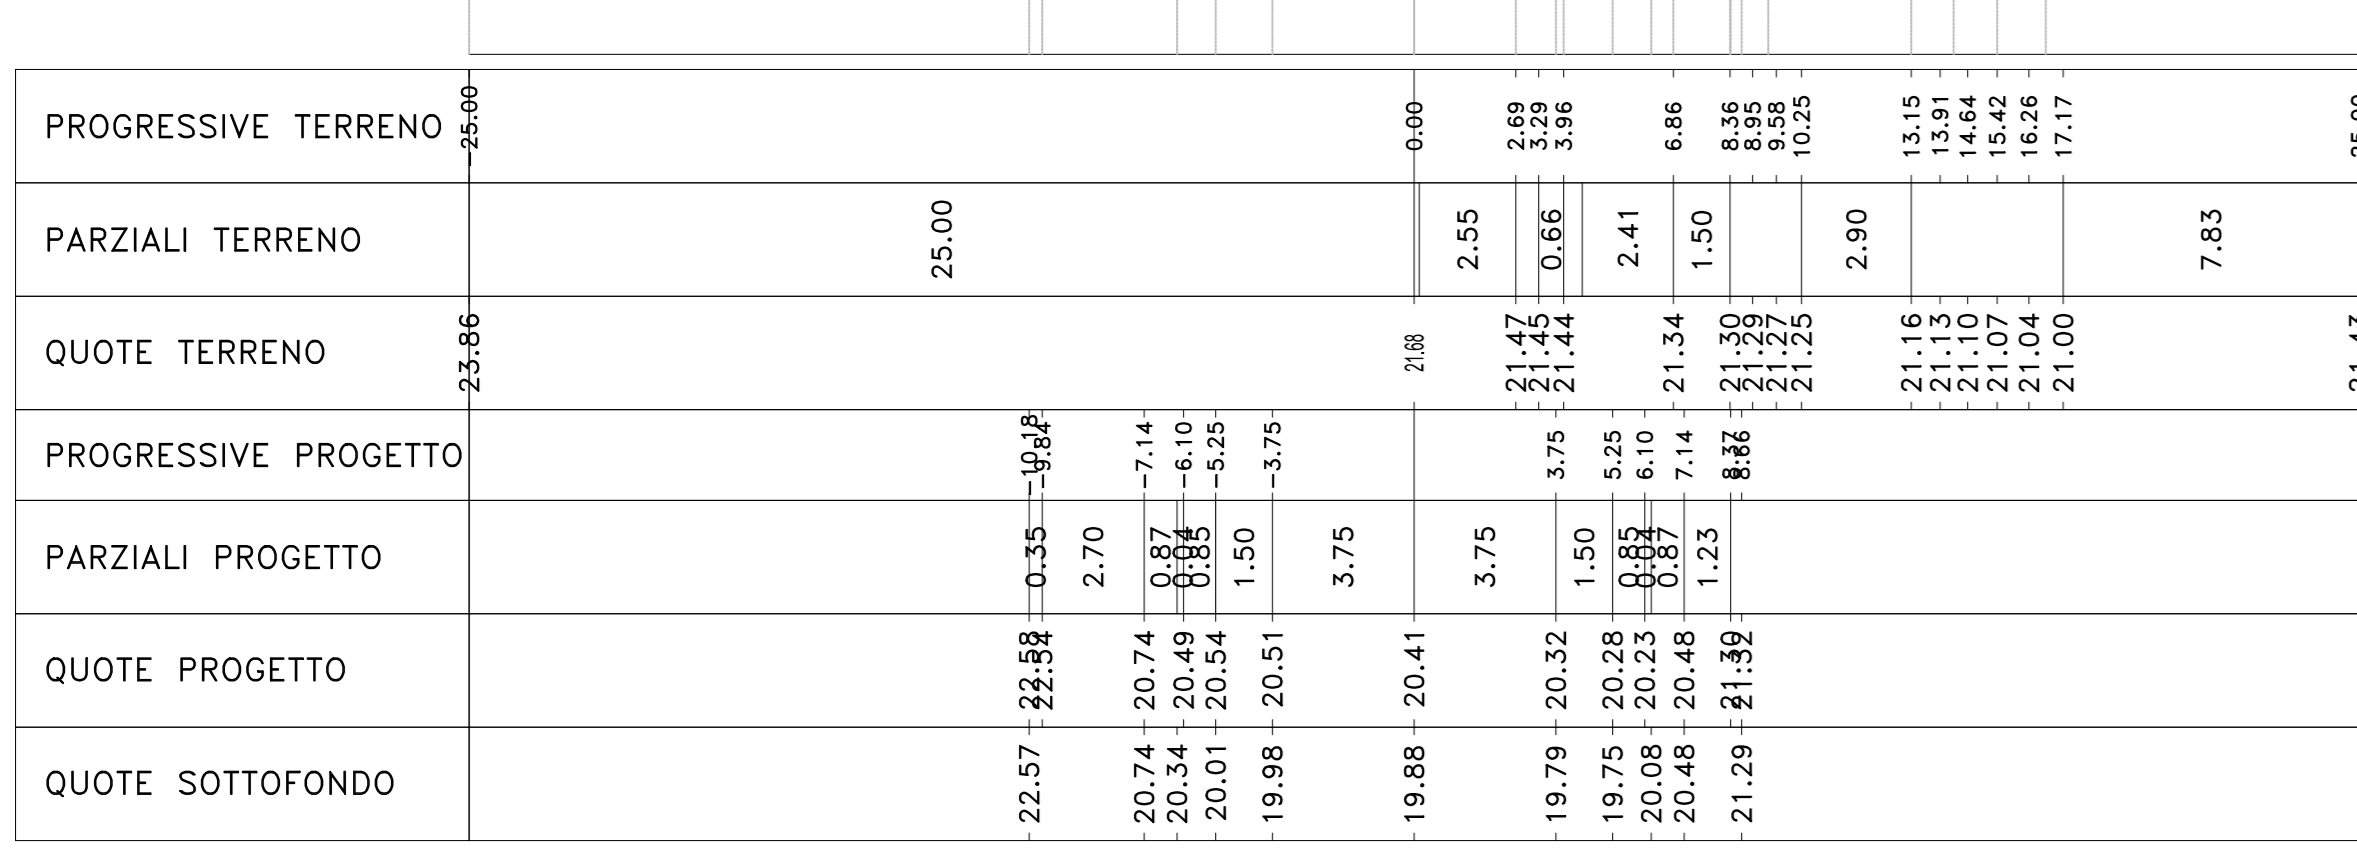 PROGRESSIVE TERRENO -25.00 0.00 2.69 3.29 3.96 6.86 8.36 8.95 9.58 10.25 13.15 13.91 14.64 15.42 16.26 17.17
PARZIALI TERRENO 25.00 2.55 0.66 2.41 1.50 2.90 7.83
QUOTE TERRENO 23.86 21.68 21.47 21.45 21.44 21.34 21.30 21.29 21.27 21.25 21.16 21.13 21.10 21.07 21.04 21.00
PROGRESSIVE PROGETTO -10.18 -9.84 -7.14 -6.10 -5.25 -3.75 3.75 5.25 6.10 7.14 8.37 8.66
PARZIALI PROGETTO 0.35 2.70 0.87 0.04 0.85 1.50 3.75 3.75 1.50 0.85 0.04 0.87 1.23
QUOTE PROGETTO 22.58 22.54 20.74 20.49 20.54 20.51 20.41 20.32 20.28 20.23 20.48 21.30 21.32
QUOTE SOTTOFONDO 22.57 20.74 20.34 20.01 19.98 19.88 19.79 19.75 20.08 20.48 21.29